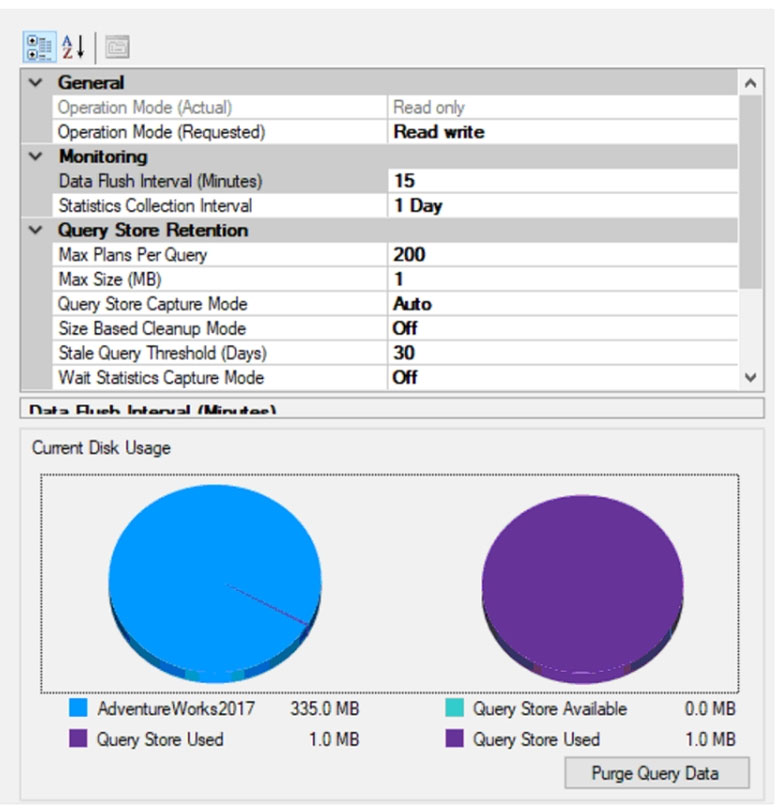 General
Operation Mode (Actual) Read only
Operation Mode (Requested) Read write
Monitoring
Data Flush Interval (Minutes) 15
Statistics Collection Interval 1 Day
Query Store Retention
Max Plans Per Query 200
Max Size (MB) 1
Query Store Capture Mode Auto
Size Based Cleanup Mode Off
Stale Query Threshold (Days) 30
Wait Statistics Capture Mode Off
Data Flush Interval (Minutes)
Current Disk Usage
AdventureWorks2017 335.0 MB Query Store Available 0.0 MB
Query Store Used 1.0 MB Query Store Used 1.0 MB
Purge Query Data